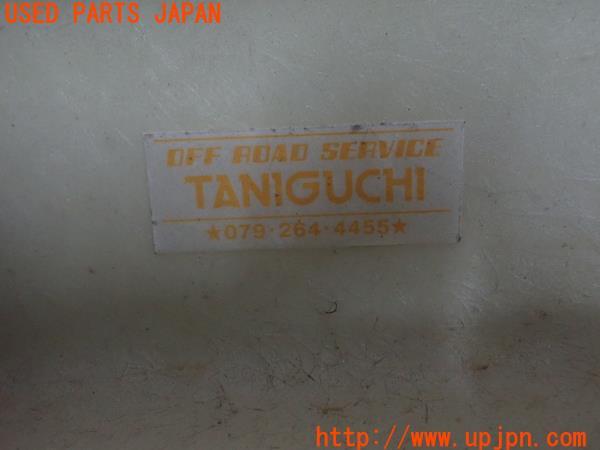 USED PARTS JAPAN
OFF ROAD SERVICE
TANIGUCHI
★079·264·4455★
http://www.upjpn.com